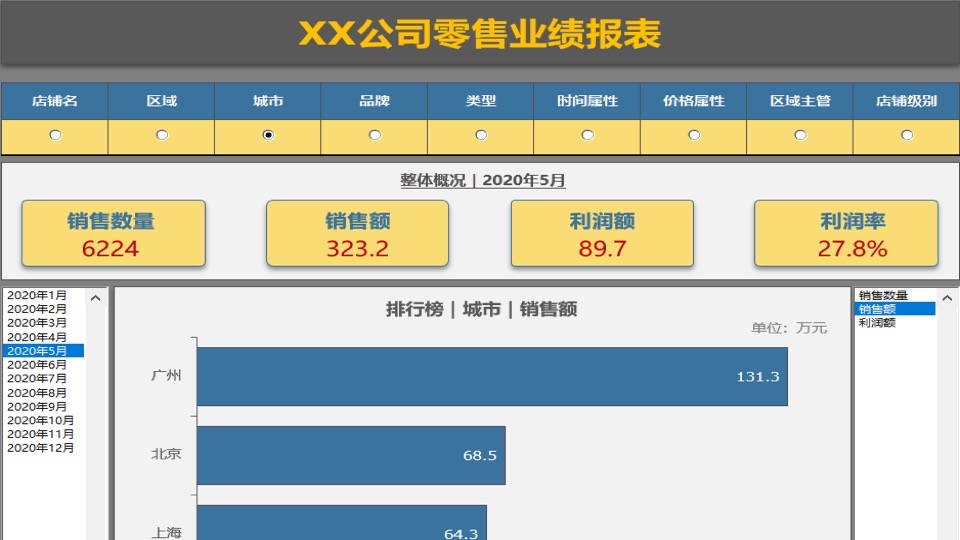 XX公司零售业绩报表
店铺名 区域 城市 品牌 类型 时间属性 价格属性 区域主管 店铺级别
整体概况 | 2020年5月
销售数量 销售额 利润额 利润率
6224 323.2 89.7 27.8%
2020年1月
2020年2月
2020年3月
2020年4月
2020年5月
2020年6月
2020年7月
2020年8月
2020年9月
2020年10月
2020年11月
2020年12月
排行榜 | 城市 | 销售额
单位：万元
广州 131.3
北京 68.5
上海 64.3
销售数量
销售额
利润额